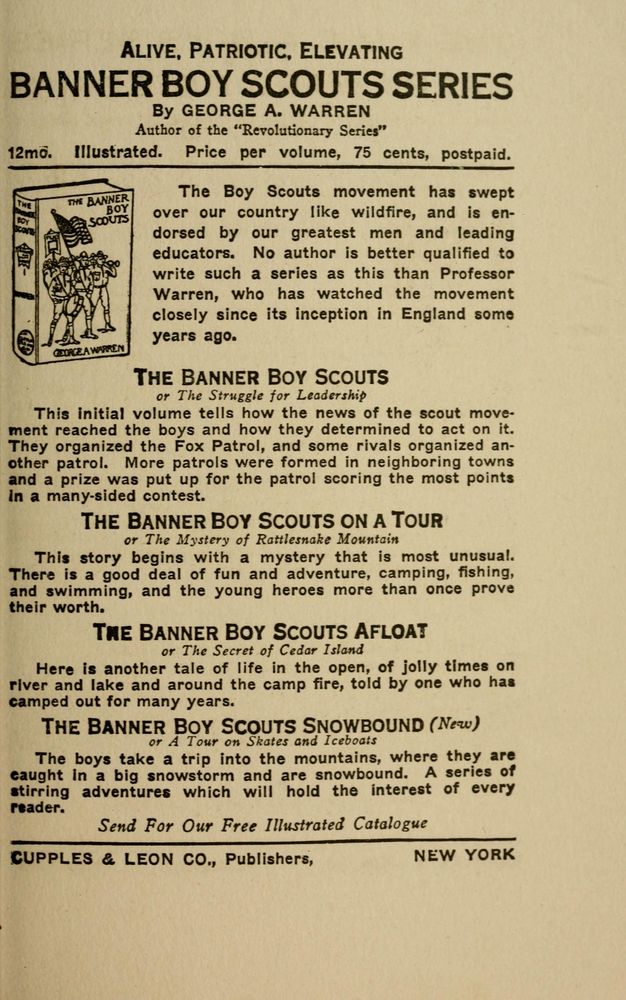 ALIVE, PATRIOTIC, ELEVATING
BANNER BOY SCOUTS SERIES
By GEORGE A. WARREN
Author of the "Revolutionary Series"
12mo. Illustrated. Price per volume, 75 cents, postpaid.
THE BANNER
BOY
SCOUTS
THE
BOY
GEORGE A WARREN
The Boy Scouts movement has swept
over our country like wildfire, and is en-
dorsed by our greatest men and leading
educators. No author is better qualified to
write such a series as this than Professor
Warren, who has watched the movement
closely since its inception in England some
years ago.
THE BANNER BOY SCOUTS
or The Struggle for Leadership
This initial volume tells how the news of the scout move-
ment reached the boys and how they determined to act on it.
They organized the Fox Patrol, and some rivals organized an-
other patrol. More patrols were formed in neighboring towns
and a prize was put up for the patrol scoring the most points
in a many-sided contest.
THE BANNER BOY SCOUTS ON A TOUR
or The Mystery of Rattlesnake Mountain
This story begins with a mystery that is most unusual.
There is a good deal of fun and adventure, camping, fishing,
and swimming, and the young heroes more than once prove
their worth.
THE BANNER BOY SCOUTS AFLOAT
or The Secret of Cedar Island
Here is another tale of life in the open, of jolly times on
river and lake and around the camp fire, told by one who has
camped out for many years.
THE BANNER BOY SCOUTS SNOWBOUND (New)
or A Tour on Skates and Iceboats
The boys take a trip into the mountains, where they are
caught in a big snowstorm and are snowbound. A series of
stirring adventures which will hold the interest of every
reader.
Send For Our Free Illustrated Catalogue
CUPPLES & LEON CO., Publishers, NEW YORK